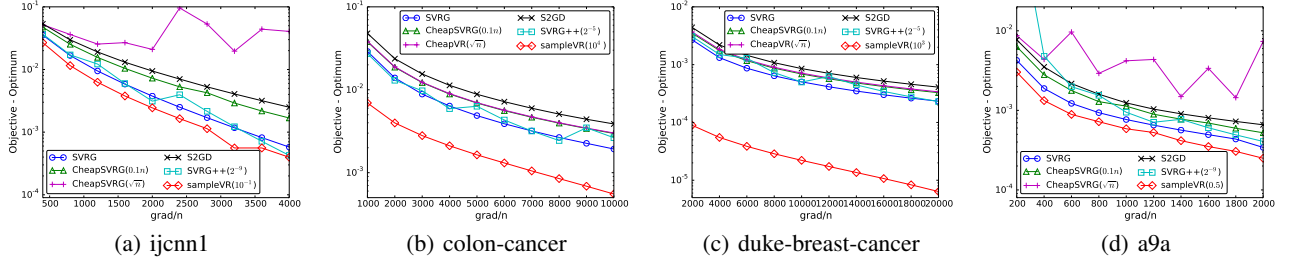 Objective - Optimum
10^-1
10^-2
10^-3
10^-4
SVRG
CheapSVRG(0.1n)
CheapSVRG(√n)
S2GD
SVRG++(2^-9)
sampleVR(10^-1)
500 1000 1500 2000 2500 3000 3500 4000
grad/n
(a) ijcnn1
Objective - Optimum
10^-1
10^-2
10^-3
SVRG
CheapSVRG(0.1n)
CheapVR(√n)
S2GD
SVRG++(2^-5)
1000 2000 3000 4000 5000 6000 7000 8000 9000 10000
grad/n
(b) colon-cancer
Objective - Optimum
10^-2
10^-3
10^-4
10^-5
SVRG
CheapSVRG(0.1n)
CheapVR(√n)
S2GD
SVRG++(2^-5)
2000 4000 6000 8000 10000 12000 14000 16000 18000 20000
grad/n
(c) duke-breast-cancer
Objective - Optimum
10^-2
10^-3
10^-4
SVRG
CheapSVRG(0.1n)
CheapSVRG(√n)
S2GD
SVRG++(2^-9)
sampleVR(0.5)
200 400 600 800 1000 1200 1400 1600 1800 2000
grad/n
(d) a9a